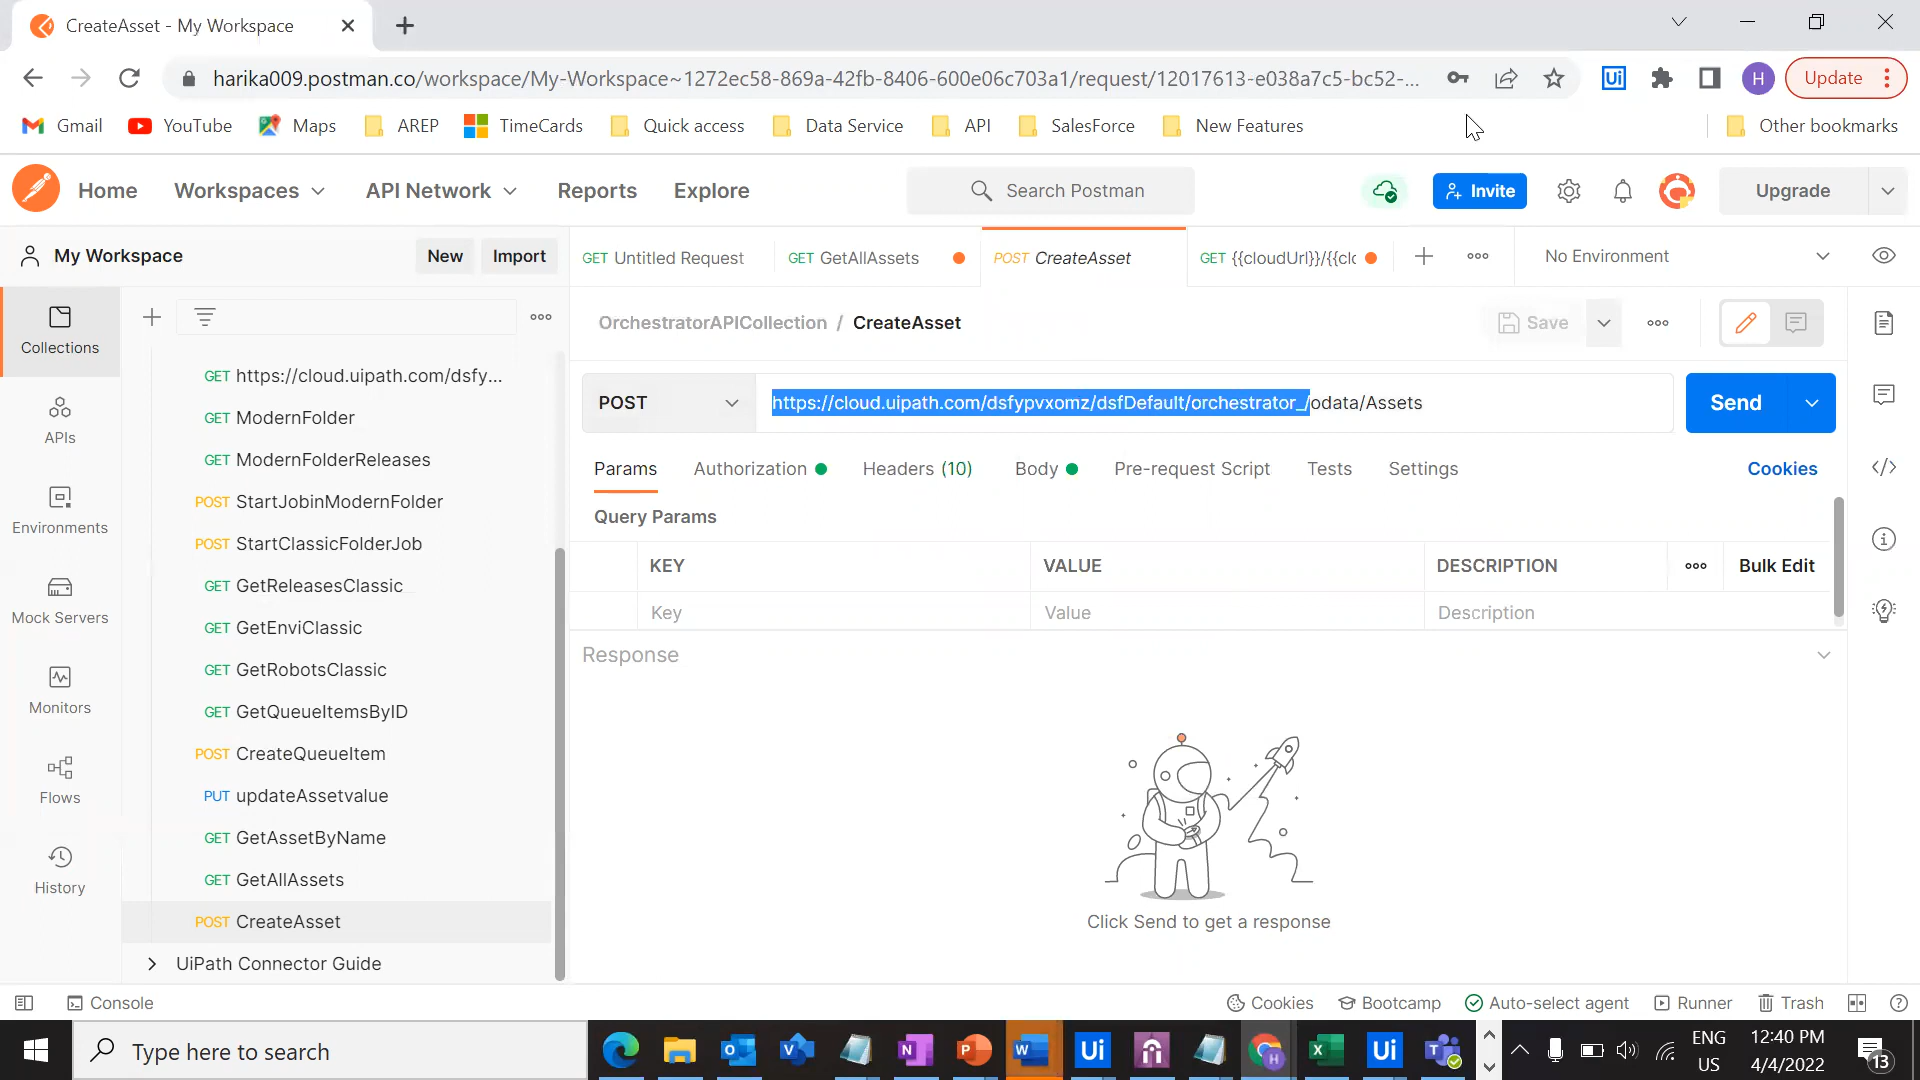 CreateAsset - My Workspace
harika009.postman.co/workspace/My-Workspace~1272ec58-869a-42fb-8406-600e06c703a1/request/12017613-e038a7c5-bc52-...
Ui
H
Update
Gmail
YouTube
Maps
AREP
TimeCards
Quick access
Data Service
API
SalesForce
New Features
Other bookmarks
Home
Workspaces
API Network
Reports
Explore
Search Postman
Invite
Upgrade
My Workspace
New
Import
GET Untitled Request
GET GetAllAssets
POST CreateAsset
GET {{cloudUrl}}/{{clc
No Environment
OrchestratorAPICollection / CreateAsset
Save
POST
https://cloud.uipath.com/dsfypvxomz/dsfDefault/orchestrator_/odata/Assets
Send
Params
Authorization
Headers (10)
Body
Pre-request Script
Tests
Settings
Cookies
Query Params
KEY
VALUE
DESCRIPTION
Bulk Edit
Key
Value
Description
Response
Click Send to get a response
Collections
APIs
Environments
Mock Servers
Monitors
Flows
History
GET https://cloud.uipath.com/dsfy...
GET ModernFolder
GET ModernFolderReleases
POST StartJobinModernFolder
POST StartClassicFolderJob
GET GetReleasesClassic
GET GetEnviClassic
GET GetRobotsClassic
GET GetQueueItemsByID
POST CreateQueueItem
PUT updateAssetvalue
GET GetAssetByName
GET GetAllAssets
POST CreateAsset
UiPath Connector Guide
Console
Cookies
Bootcamp
Auto-select agent
Runner
Trash
Type here to search
Ui
Ui
ENG
US
12:40 PM
4/4/2022
13